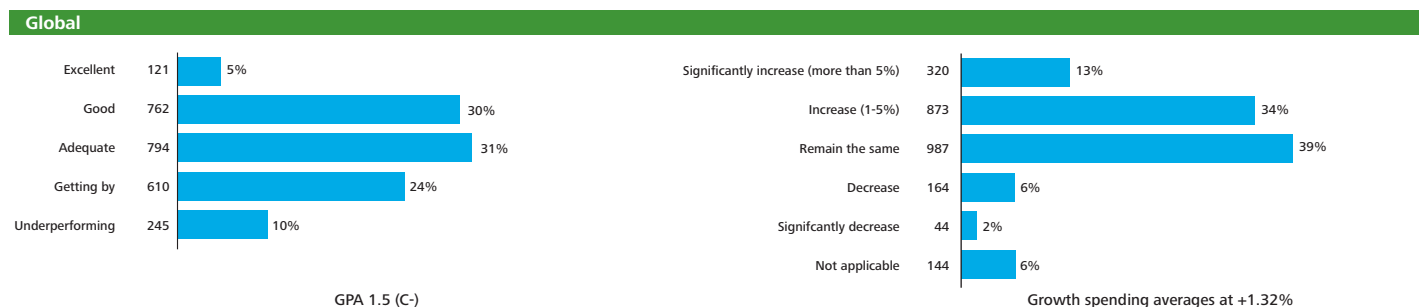 Global
Excellent 121 5%
Good 762 30%
Adequate 794 31%
Getting by 610 24%
Underperforming 245 10%
GPA 1.5 (C-)
Significantly increase (more than 5%) 320 13%
Increase (1-5%) 873 34%
Remain the same 987 39%
Decrease 164 6%
Signifcantly decrease 44 2%
Not applicable 144 6%
Growth spending averages at +1.32%